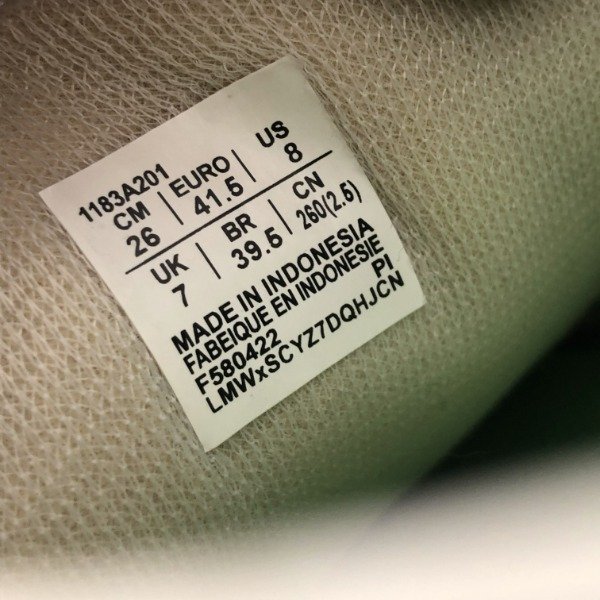 1183A201
CM | EURO | US
26 | 41.5 | 8
UK | BR | CN
7 | 39.5 | 260(2.5)
MADE IN INDONESIA
FABEIQUE EN INDONESIE
F580422 PI
LMWxSCYZ7DQHJCN